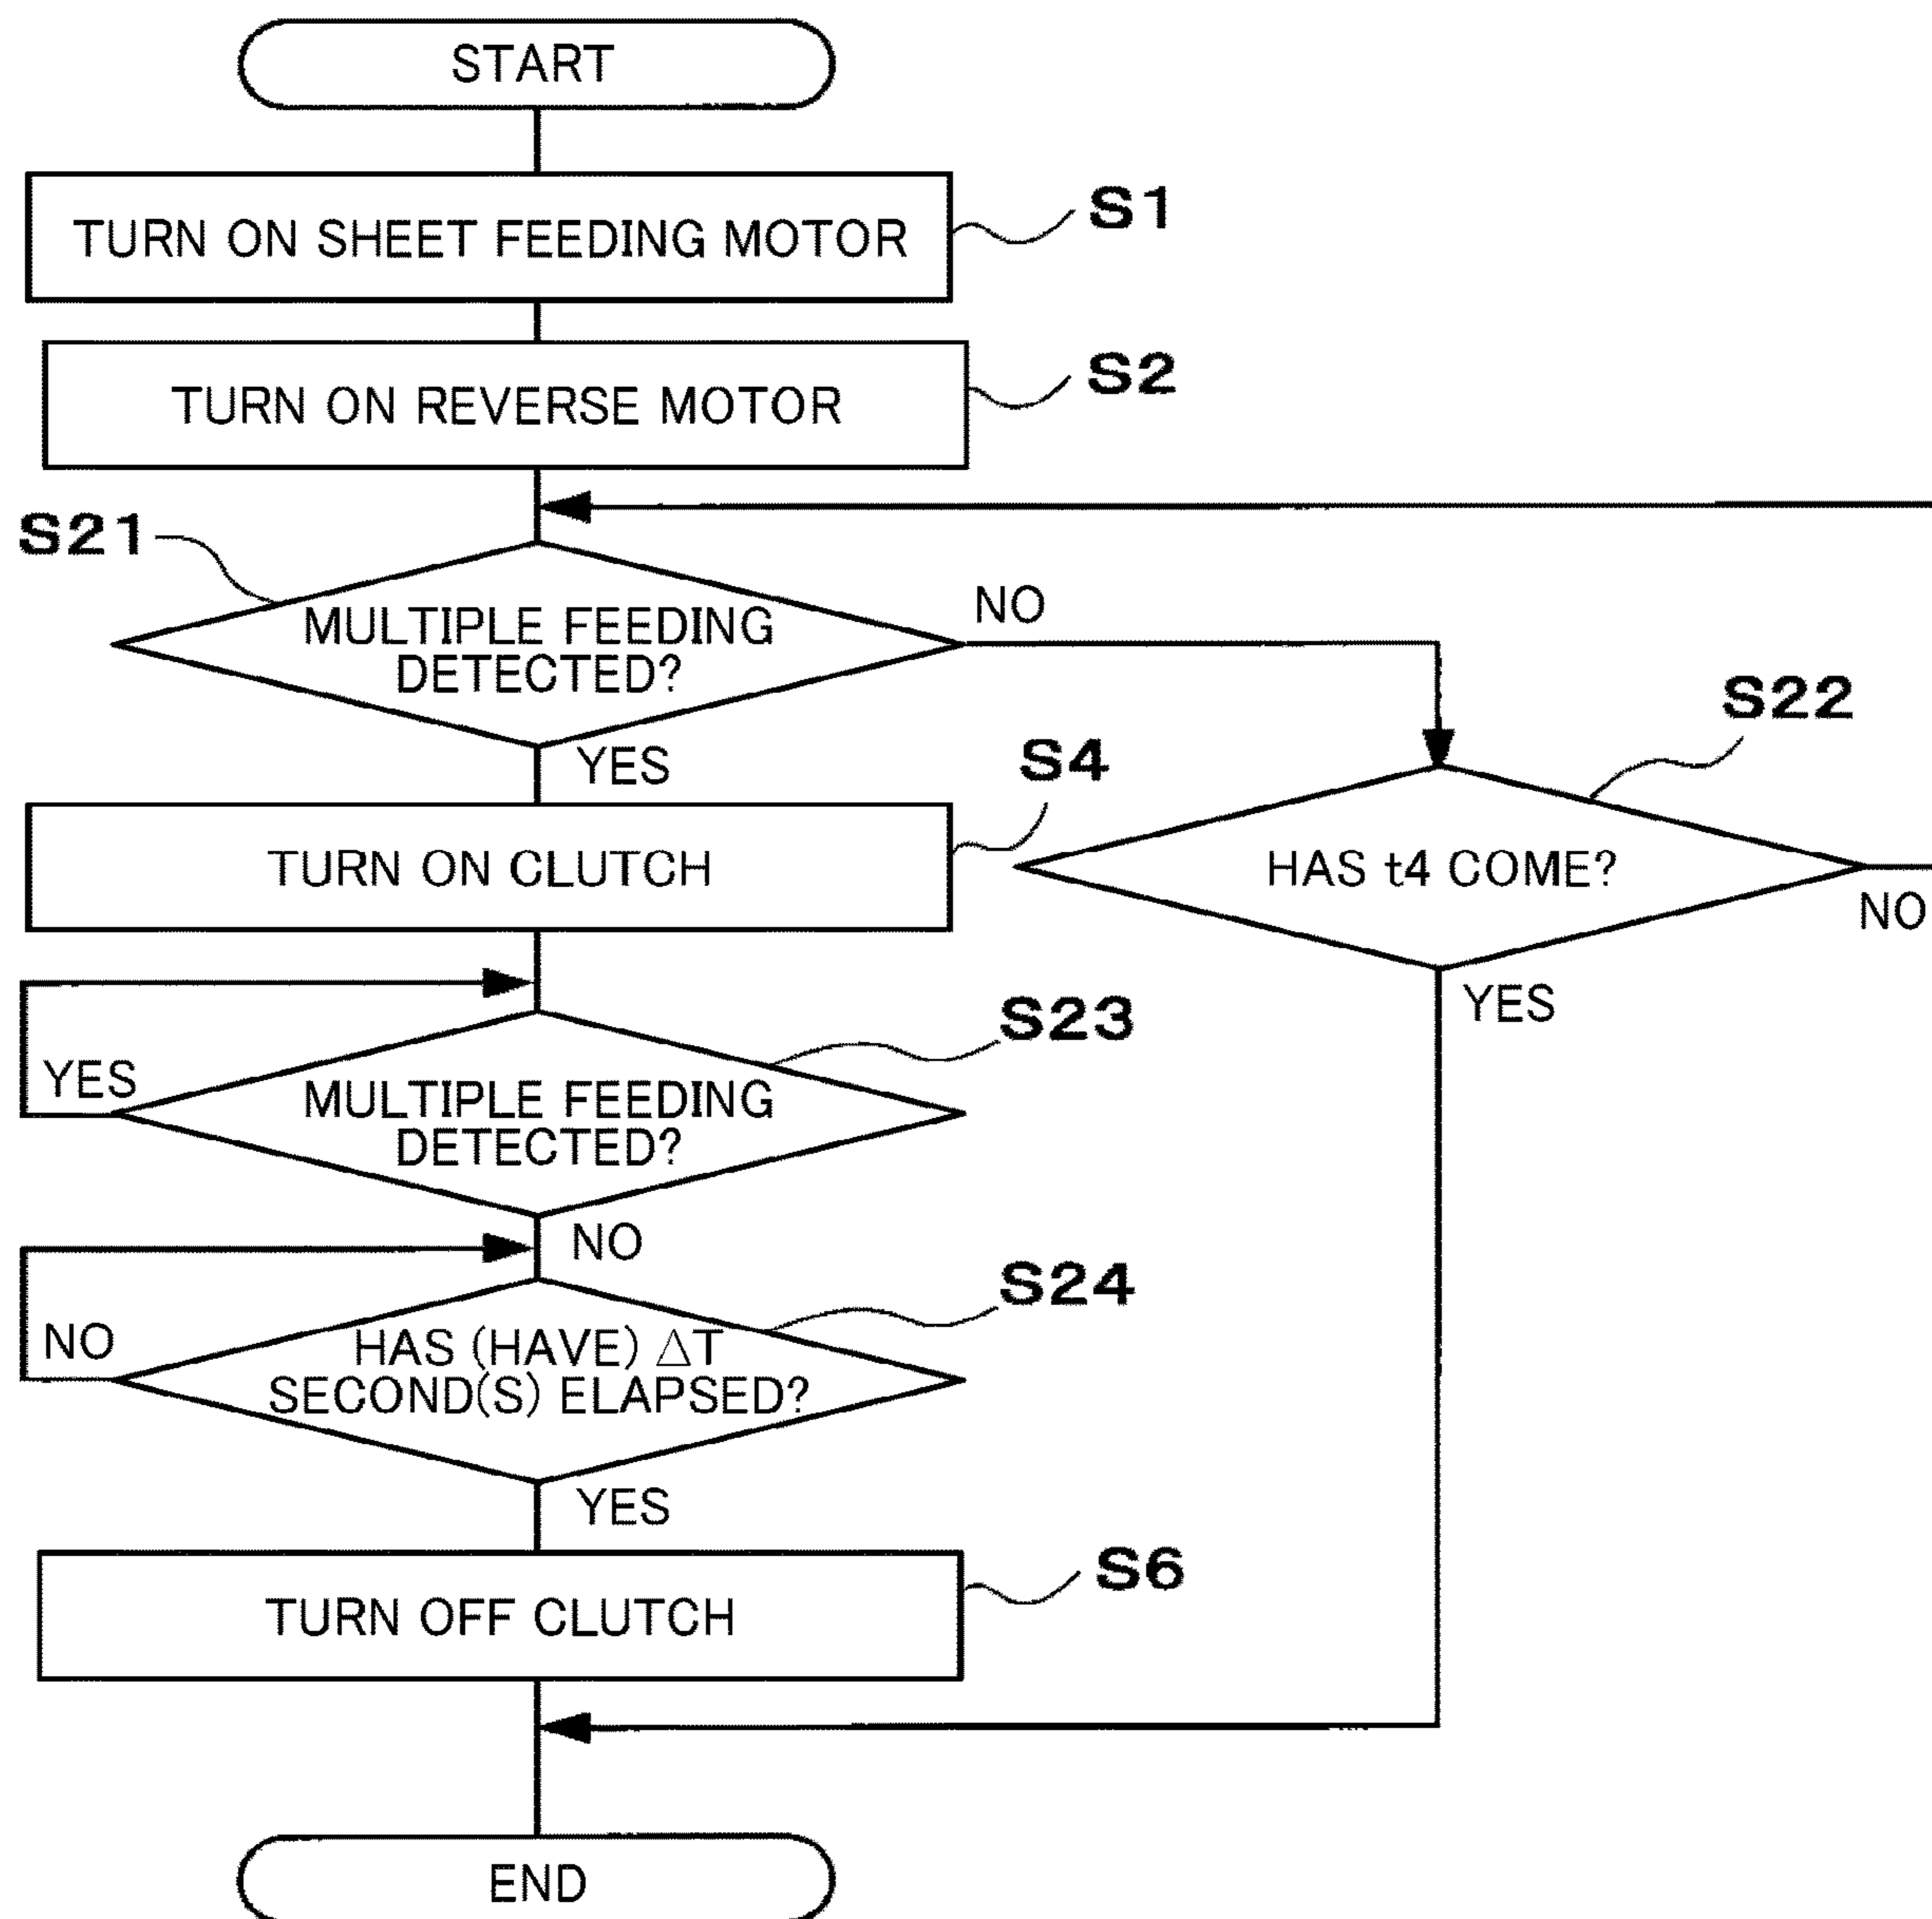 START
TURN ON SHEET FEEDING MOTOR
S1
TURN ON REVERSE MOTOR
S2
S21
MULTIPLE FEEDING
DETECTED?
NO
YES
S22
HAS t4 COME?
NO
YES
S4
TURN ON CLUTCH
S23
YES
MULTIPLE FEEDING
DETECTED?
NO
S24
NO
HAS (HAVE) ΔT
SECOND(S) ELAPSED?
YES
S6
TURN OFF CLUTCH
END